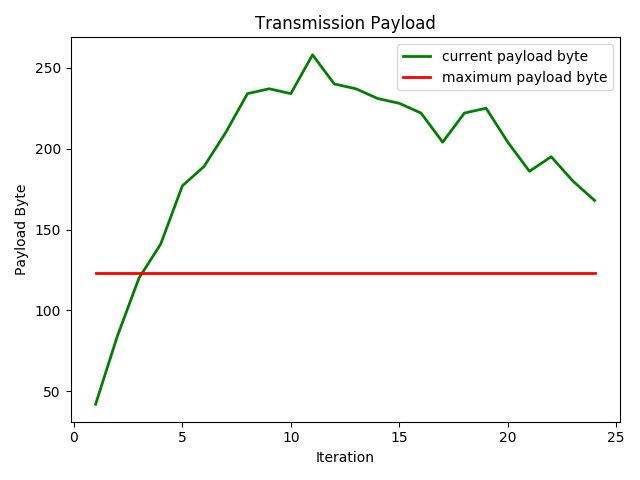 Transmission Payload
current payload byte
maximum payload byte
250
200
150
100
50
Payload Byte
0
5
10
15
20
25
Iteration